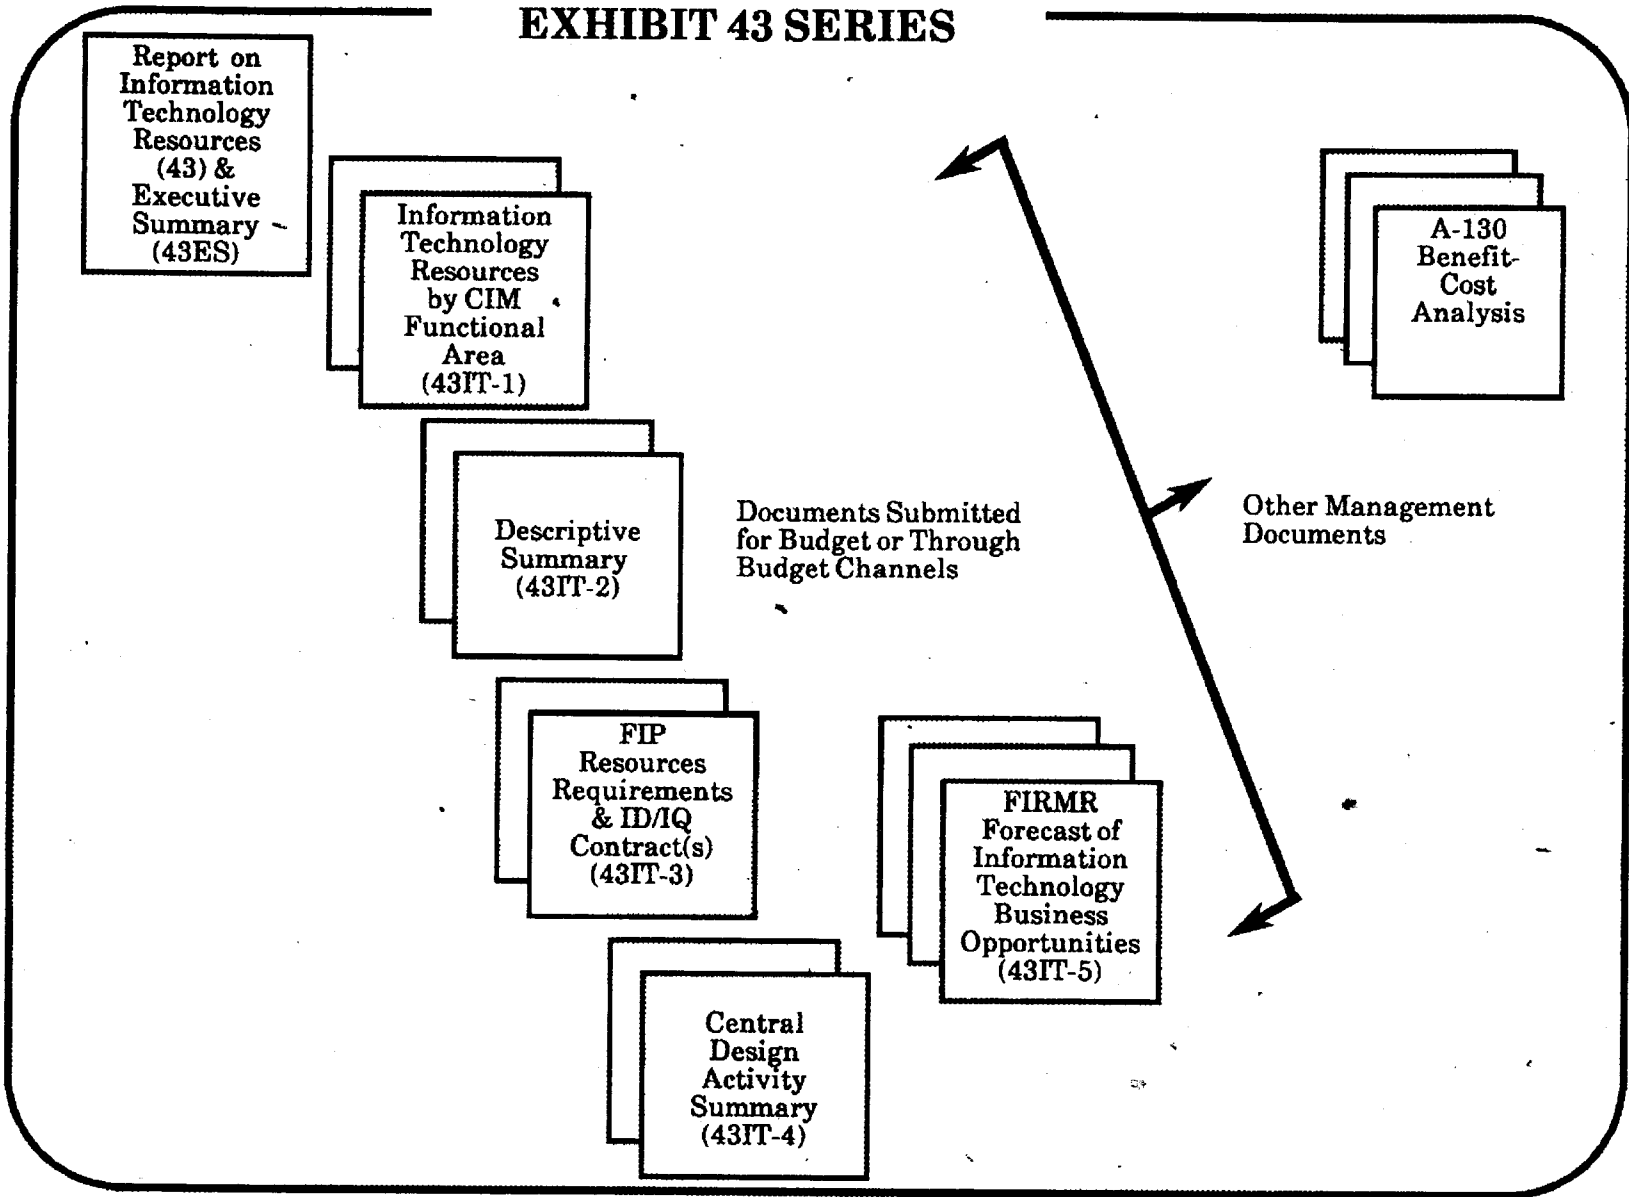 EXHIBIT 43 SERIES
Report on
Information
Technology
Resources
(43) &
Executive
Summary
(43ES)
Information
Technology
Resources
by CIM
Functional
Area
(43IT-1)
A-130
Benefit-
Cost
Analysis
Descriptive
Summary
(43IT-2)
Documents Submitted
for Budget or Through
Budget Channels
Other Management
Documents
FIP
Resources
Requirements
& ID/IQ
Contract(s)
(43IT-3)
FIRMR
Forecast of
Information
Technology
Business
Opportunities
(43IT-5)
Central
Design
Activity
Summary
(43IT-4)